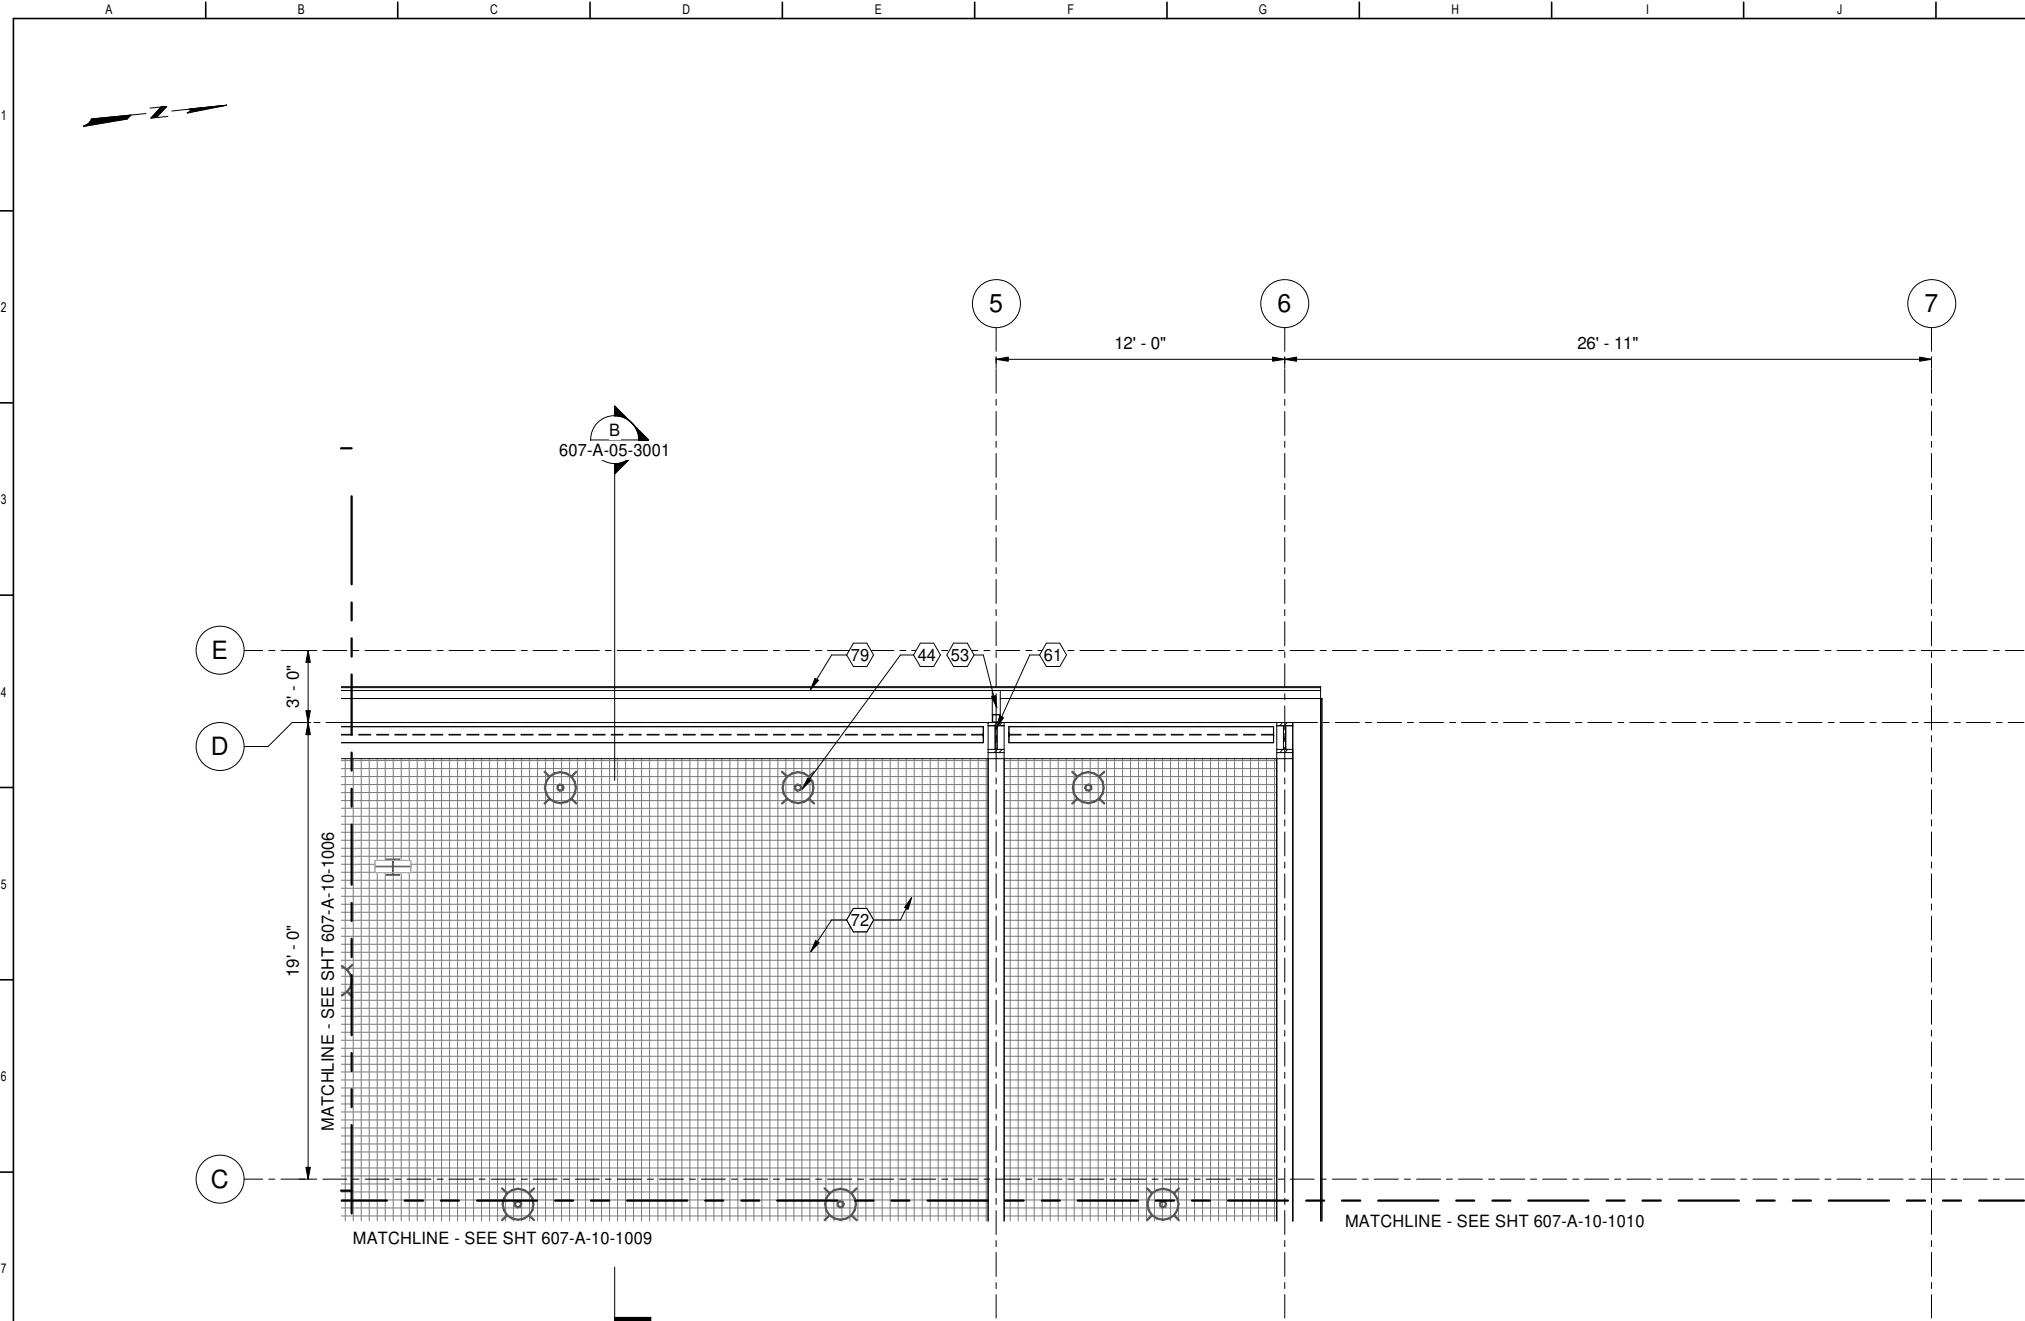 A B C D E F G H I J
1
N
2
5 6 7
12' - 0" 26' - 11"
B
607-A-05-3001
3
E
79 44 53 61
3' - 0"
4
D
MATCHLINE - SEE SHT 607-A-10-1006
5
72
19' - 0"
6
C
MATCHLINE - SEE SHT 607-A-10-1010
MATCHLINE - SEE SHT 607-A-10-1009
7